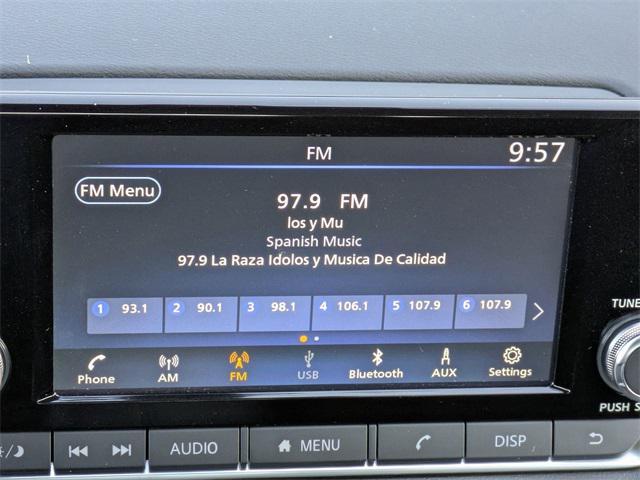 FM
9:57
FM Menu
97.9 FM
los y Mu
Spanish Music
97.9 La Raza Idolos y Musica De Calidad
1 93.1 2 90.1 3 98.1 4 106.1 5 107.9 6 107.9
Phone AM FM USB Bluetooth AUX Settings
TUNE
PUSH S
AUDIO MENU DISP